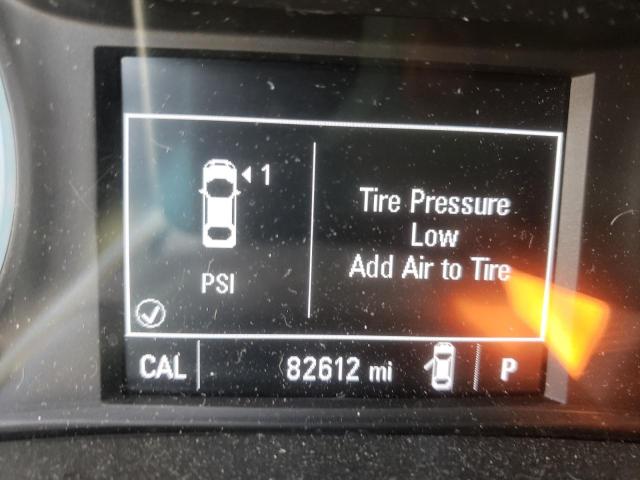 1
PSI
Tire Pressure
Low
Add Air to Tire
CAL 82612 mi P